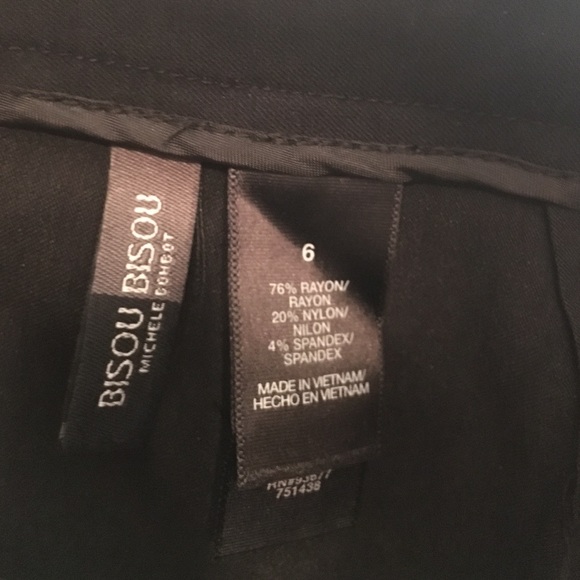 BISOU BISOU
MICHELE BOHBOT
6
76% RAYON/
RAYON
20% NYLON/
NILON
4% SPANDEX/
SPANDEX
MADE IN VIETNAM/
HECHO EN VIETNAM
751438